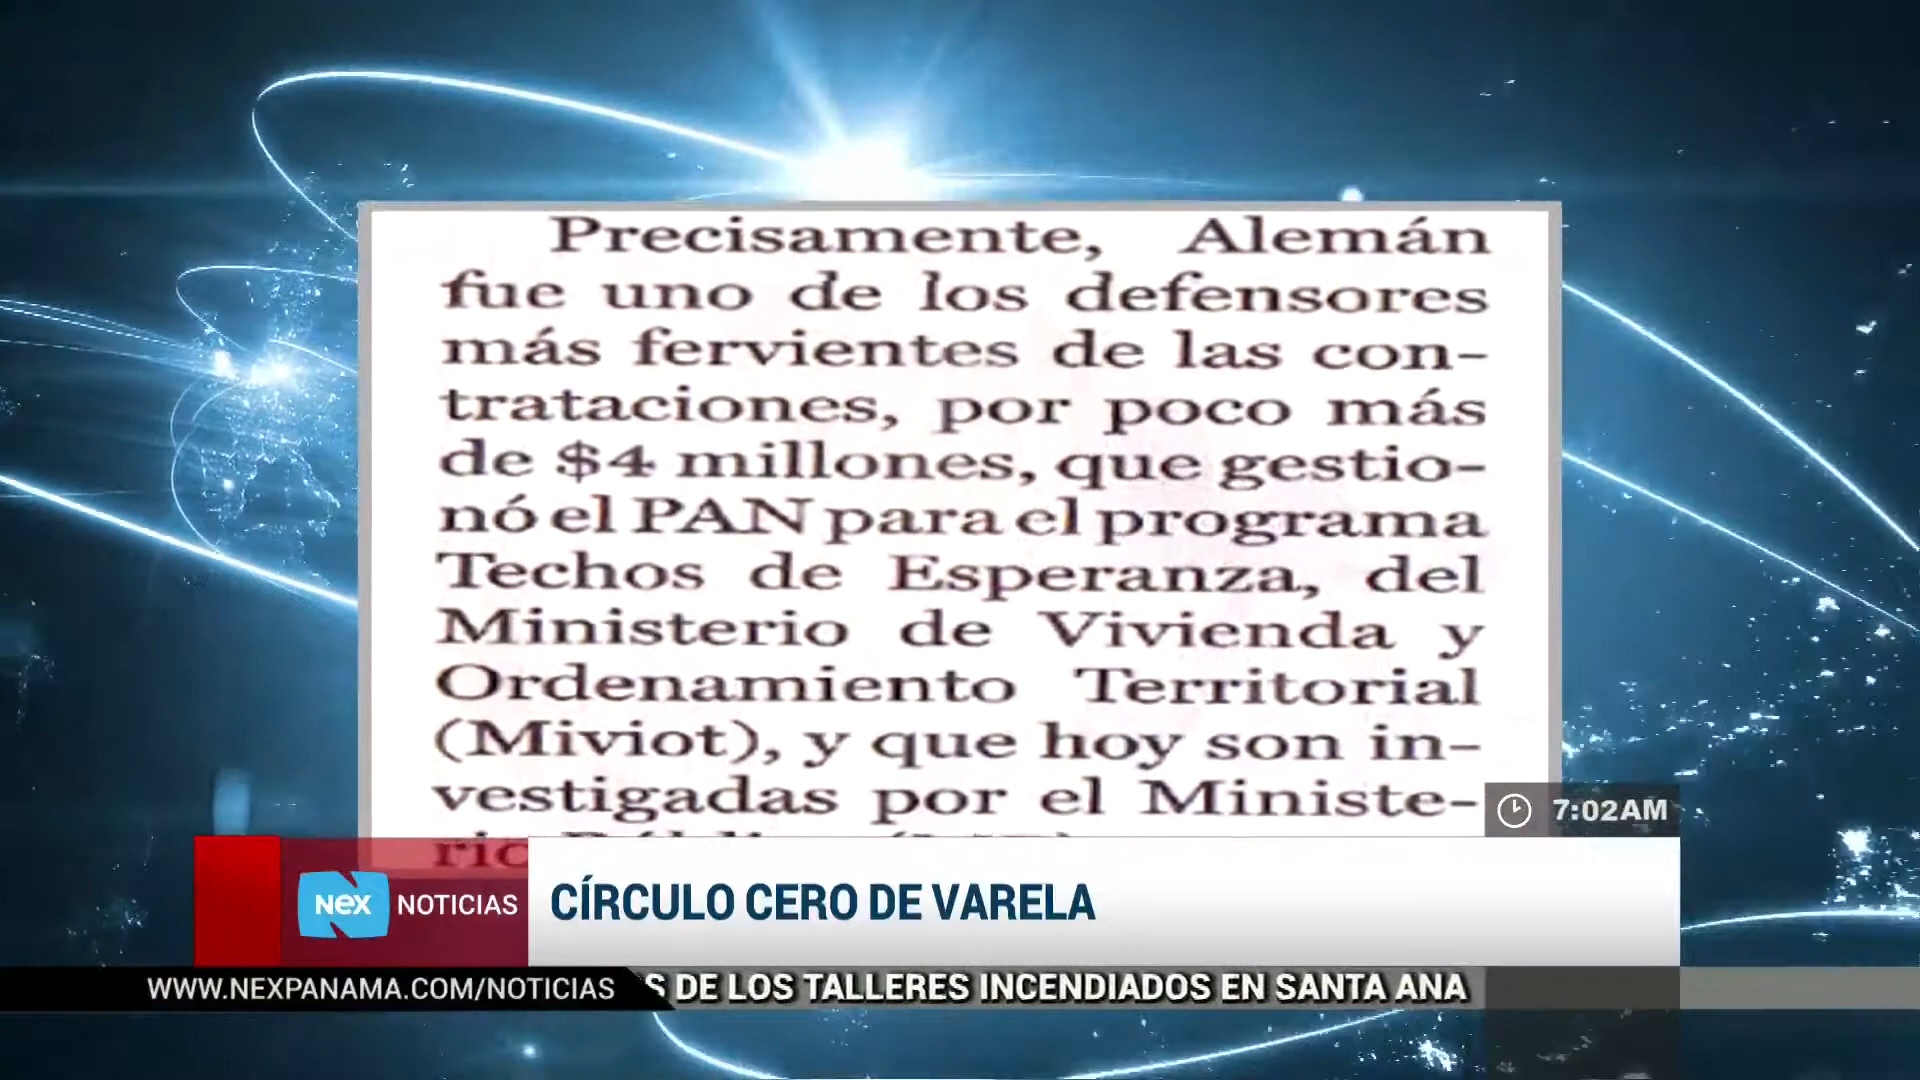 Precisamente, Alemán
fue uno de los defensores
más fervientes de las con-
trataciones, por poco más
de $4 millones, que gestio-
nó el PAN para el programa
Techos de Esperanza, del
Ministerio de Vivienda y
Ordenamiento Territorial
(Miviot), y que hoy son in-
vestigadas por el Ministe-
7:02AM
nex NOTICIAS
CÍRCULO CERO DE VARELA
WWW.NEXPANAMA.COM/NOTICIAS
S DE LOS TALLERES INCENDIADOS EN SANTA ANA